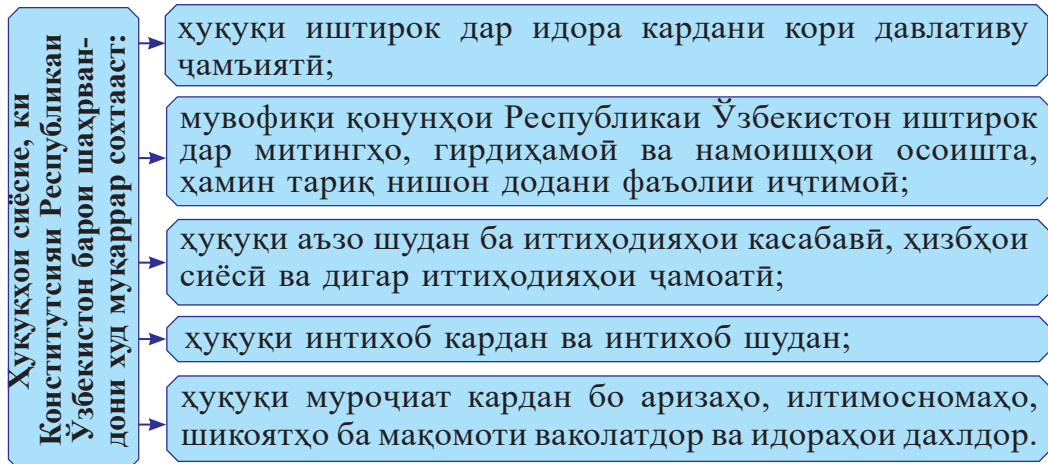 Ҳуқуқҳои сиёсие, ки
Конститутсияи Республикаи
Ўзбекистон барои шаҳрван-
дони худ муқаррар сохтааст:
ҳуқуқи иштирок дар идора кардани кори давлативу
ҷамъиятӣ;
мувофиқи қонунҳои Республикаи Ўзбекистон иштирок
дар митингҳо, гирдиҳамоӣ ва намоишҳои осоишта,
ҳамин тариқ нишон додани фаъолии иҷтимоӣ;
ҳуқуқи аъзо шудан ба иттиҳодияҳои касабавӣ, ҳизбҳои
сиёсӣ ва дигар иттиҳодияҳои ҷамоатӣ;
ҳуқуқи интихоб кардан ва интихоб шудан;
ҳуқуқи муроҷиат кардан бо аризаҳо, илтимосномаҳо,
шикоятҳо ба мақомоти ваколатдор ва идораҳои дахлдор.